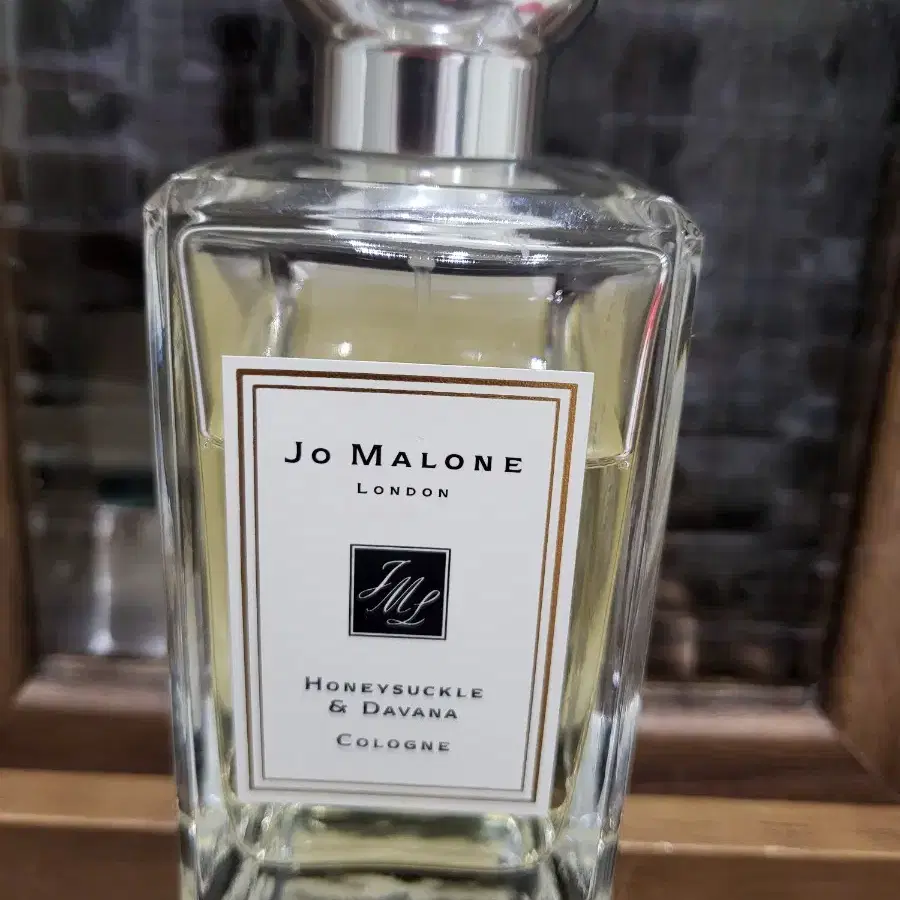 JO MALONE
LONDON
JML
HONEYSUCKLE
& DAVANA
COLOGNE